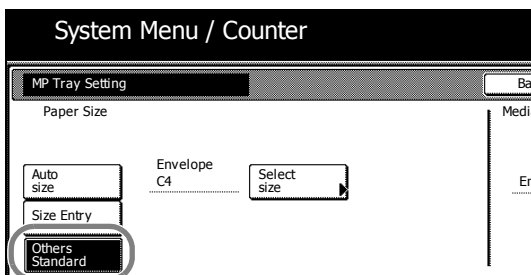 System Menu / Counter
MP Tray Setting
Ba
Paper Size
Medi
Auto
size
Envelope
C4
Select
size
Er
Size Entry
Others
Standard